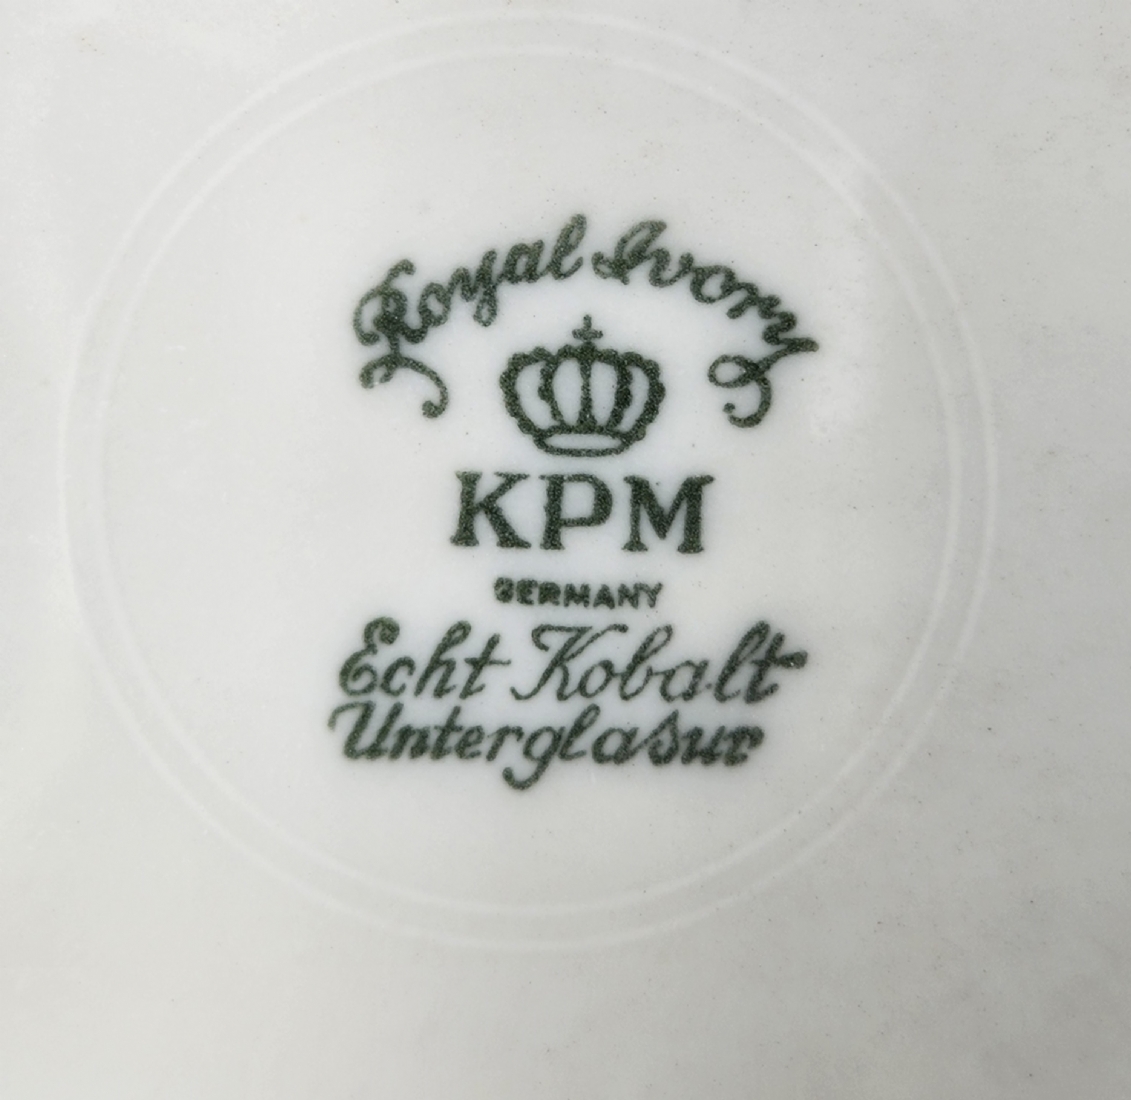 Royal Ivory
KPM
GERMANY
Echt Kobalt
Unterglasur